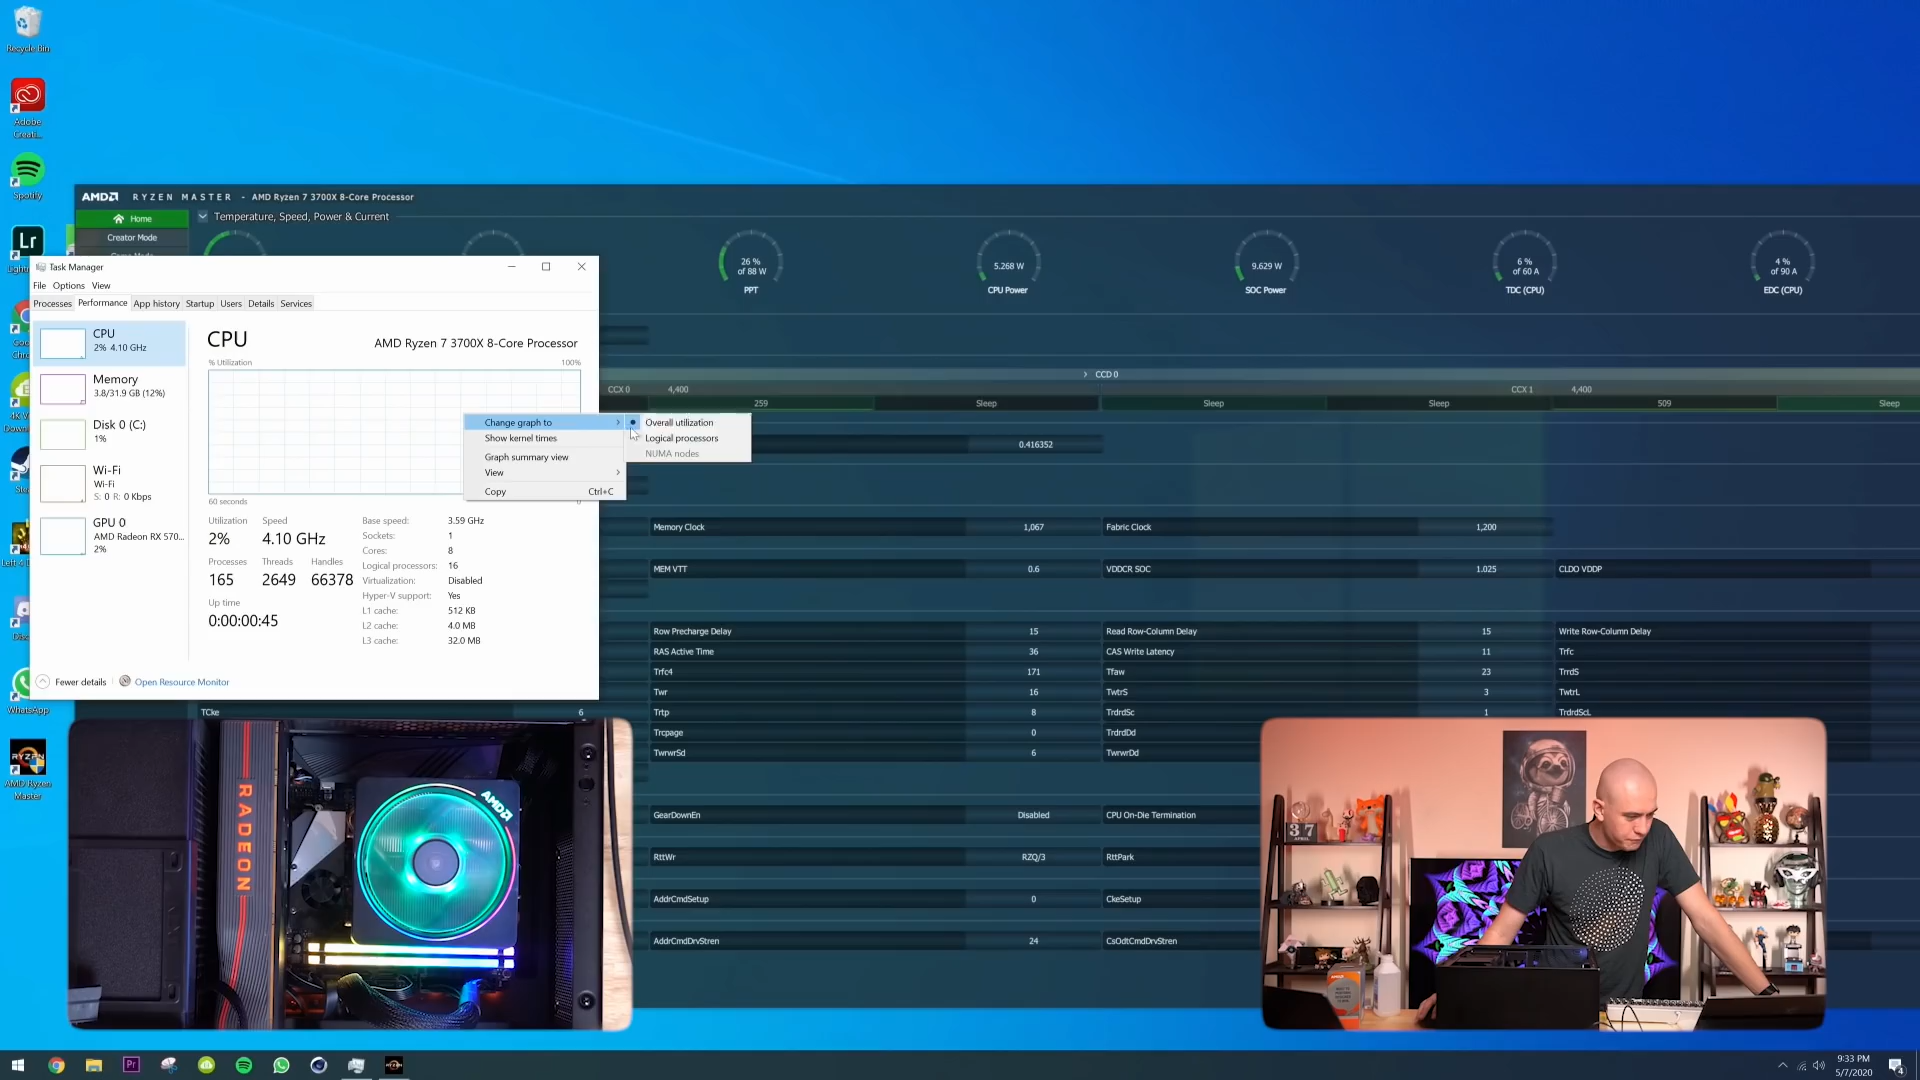 Recycle Bin
Adobe
Creati...
Spotify
Lr
WhatsApp
RYZEN
AMD Ryzen
Master
AMD RYZEN MASTER - AMD Ryzen 7 3700X 8-Core Processor
Home
Creator Mode
Temperature, Speed, Power & Current
26 %
of 88 W
PPT
5.268 W
CPU Power
9.629 W
SOC Power
6 %
of 60 A
TDC (CPU)
4 %
of 90 A
EDC (CPU)
CCD 0
CCX 0 4,400
CCX 1 4,400
259 Sleep Sleep Sleep 509 Sleep
0.416352
Memory Clock 1,067 Fabric Clock 1,200
MEM VTT 0.6 VDDCR SOC 1.025 CLDO VDDP
Row Precharge Delay 15 Read Row-Column Delay 15 Write Row-Column Delay
RAS Active Time 36 CAS Write Latency 11 Trfc
Trfc4 171 Tfaw 23 TrrdS
Twr 16 TwtrS 3 TwtrL
TCke 6 Trtp 8 TrdrdSc 1 TrdrdScL
Trcpage 0 TrdrdDd
TwrwrSd 6 TwrwrDd
GearDownEn Disabled CPU On-Die Termination
RttWr RZQ/3 RttPark
AddrCmdSetup 0 CkeSetup
AddrCmdDrvStren 24 CsOdtCmdDrvStren
Task Manager
File Options View
Processes Performance App history Startup Users Details Services
CPU
2% 4.10 GHz
Memory
3.8/31.9 GB (12%)
Disk 0 (C:)
1%
Wi-Fi
Wi-Fi
S: 0 R: 0 Kbps
GPU 0
AMD Radeon RX 570...
2%
CPU AMD Ryzen 7 3700X 8-Core Processor
% Utilization 100%
60 seconds 0
Change graph to
Show kernel times
Graph summary view
View
Copy Ctrl+C
Overall utilization
Logical processors
NUMA nodes
Utilization Speed
2% 4.10 GHz
Processes Threads Handles
165 2649 66378
Up time
0:00:00:45
Base speed: 3.59 GHz
Sockets: 1
Cores: 8
Logical processors: 16
Virtualization: Disabled
Hyper-V support: Yes
L1 cache: 512 KB
L2 cache: 4.0 MB
L3 cache: 32.0 MB
Fewer details Open Resource Monitor
RADEON
AMD
37
APRIL
AMD
Pr
RYZEN
9:33 PM
5/7/2020
4